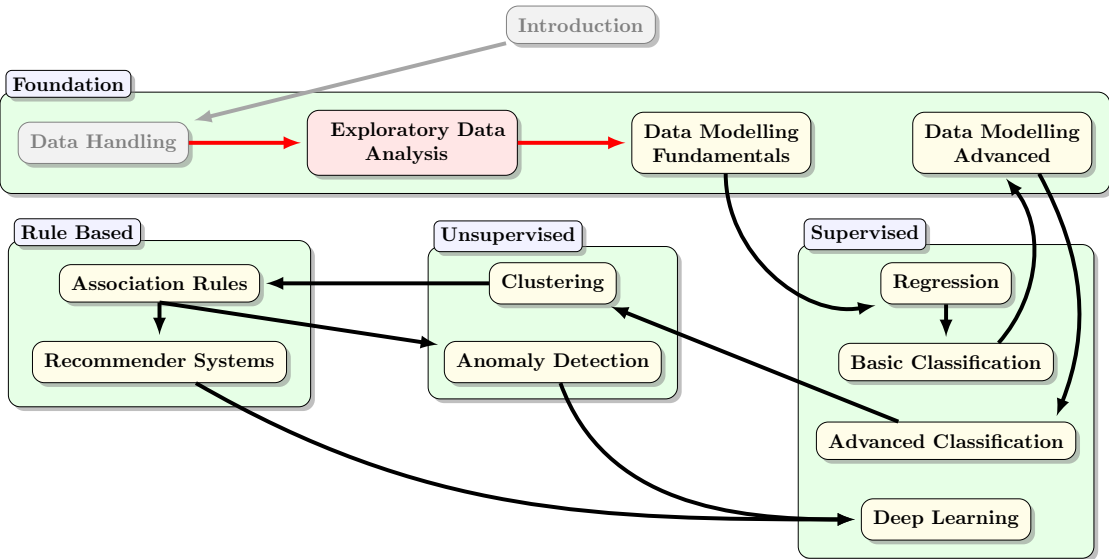 Introduction
Foundation
Data Handling
Exploratory Data
Analysis
Data Modelling
Fundamentals
Data Modelling
Advanced
Rule Based
Association Rules
Recommender Systems
Unsupervised
Clustering
Anomaly Detection
Supervised
Regression
Basic Classification
Advanced Classification
Deep Learning